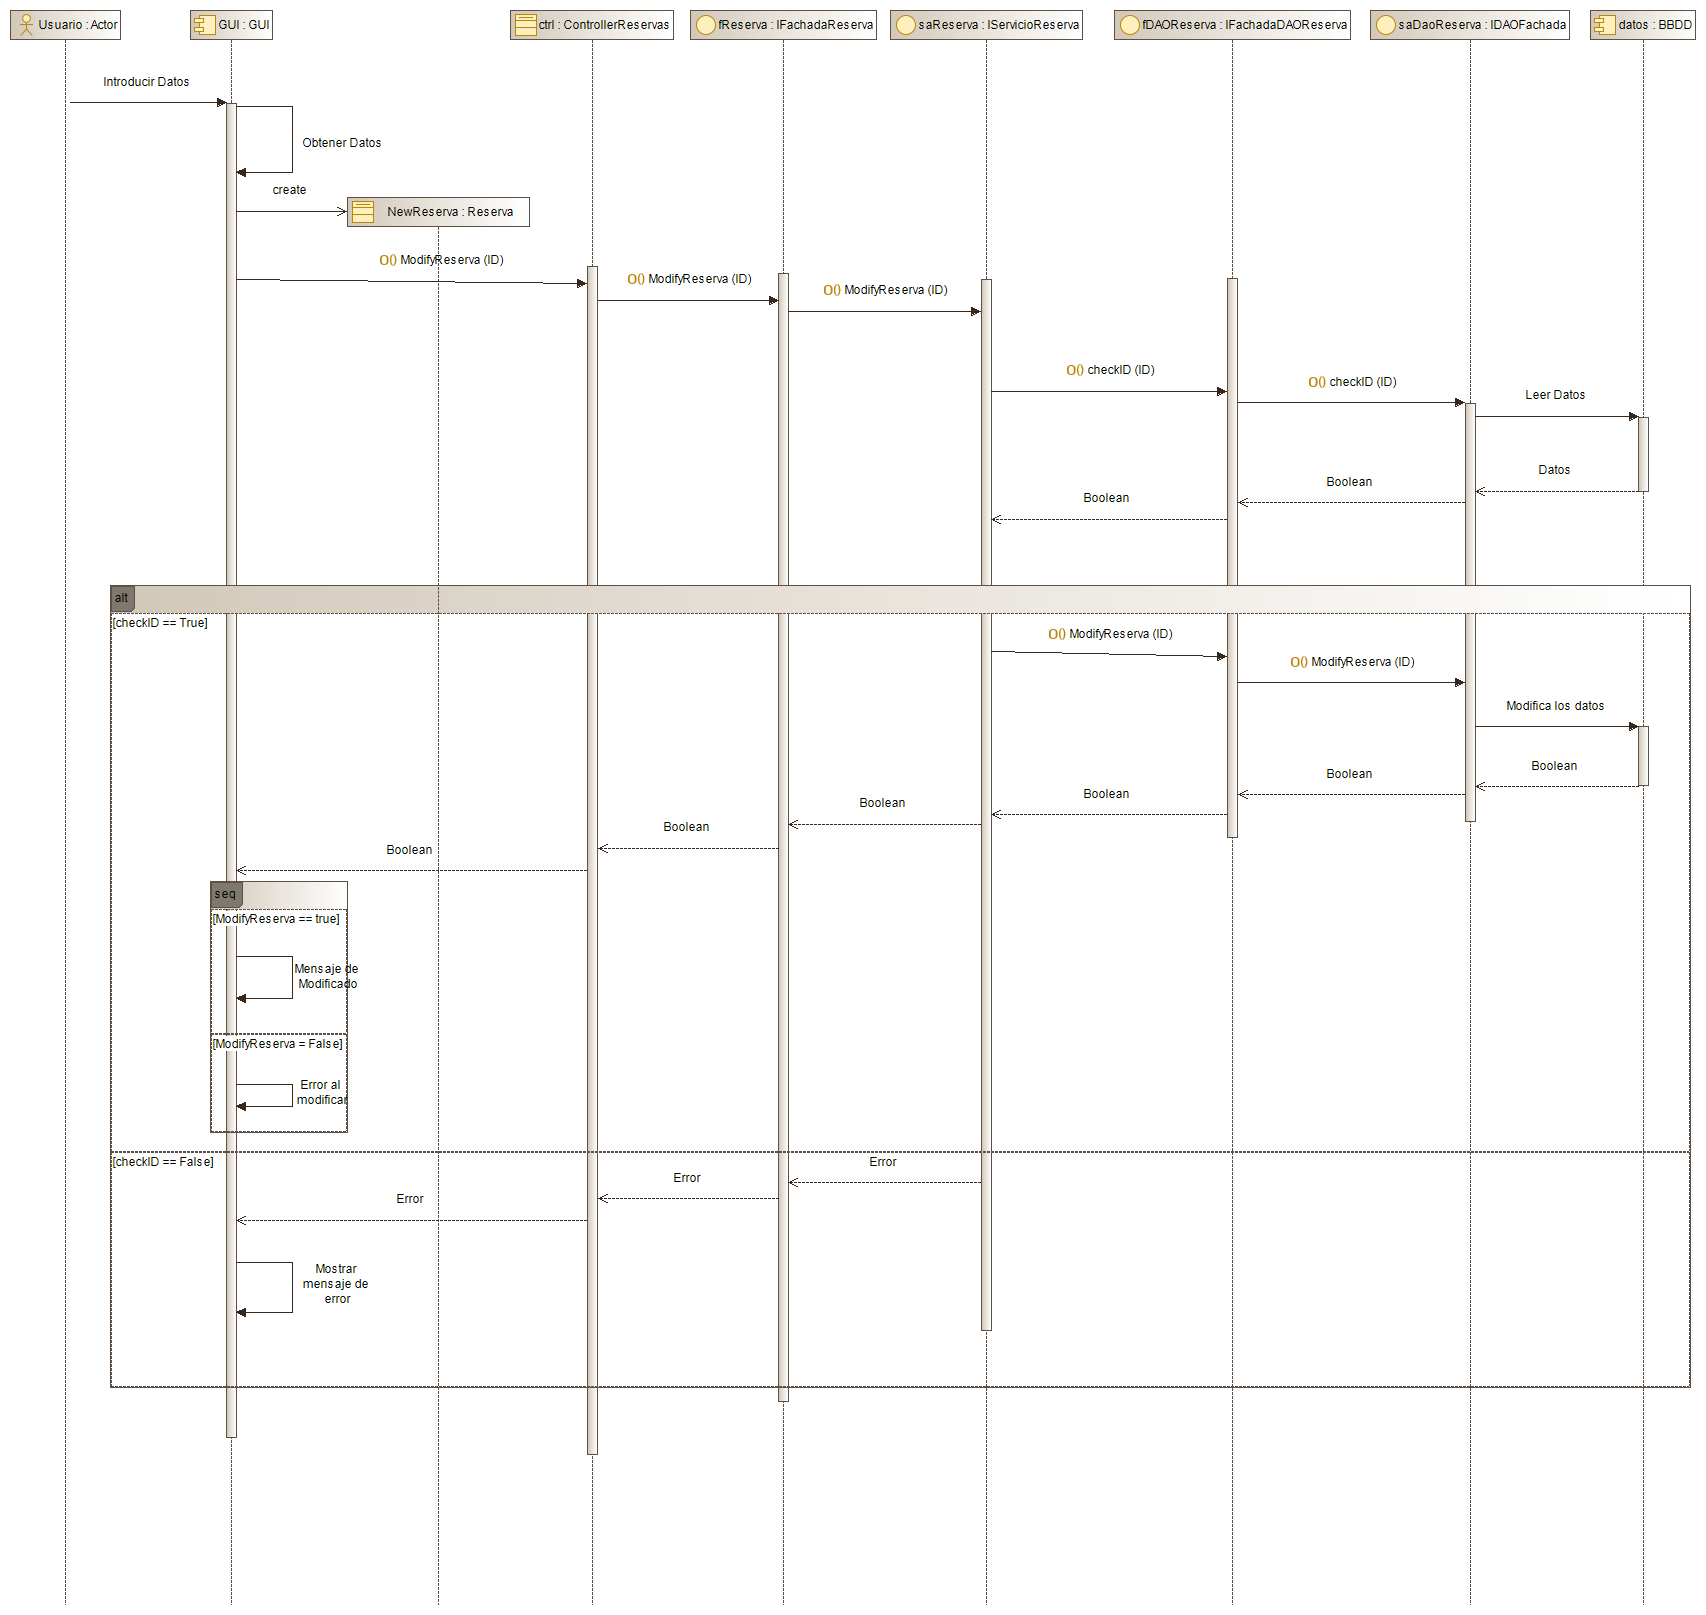 Usuario : Actor
GUI : GUI
ctrl : ControllerReservas
fReserva : IFachadaReserva
saReserva : IServicioReserva
fDAOReserva : IFachadaDAOReserva
saDaoReserva : IDAOFachada
datos : BBDD
Introducir Datos
Obtener Datos
create
NewReserva : Reserva
O() ModifyReserva (ID)
O() ModifyReserva (ID)
O() ModifyReserva (ID)
O() checkID (ID)
O() checkID (ID)
Leer Datos
Datos
Boolean
Boolean
alt
[checkID == True]
O() ModifyReserva (ID)
O() ModifyReserva (ID)
Modifica los datos
Boolean
Boolean
Boolean
Boolean
Boolean
Boolean
seq
[ModifyReserva == true]
Mensaje de
Modificado
[ModifyReserva = False]
Error al
modificar
[checkID == False]
Error
Error
Error
Mostrar
mensaje de
error